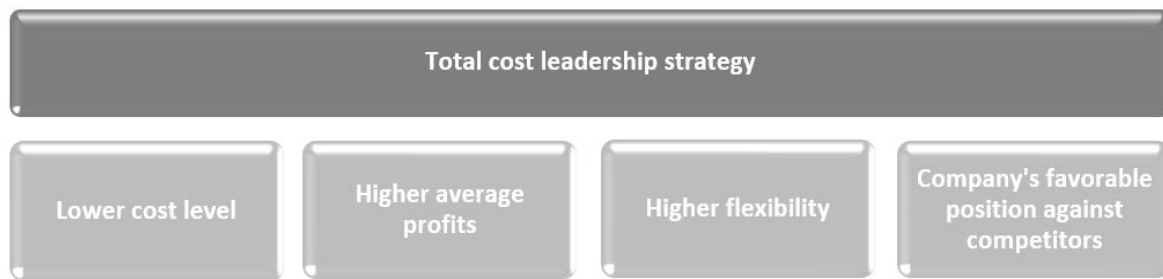 Total cost leadership strategy
Lower cost level
Higher average
profits
Higher flexibility
Company's favorable
position against
competitors